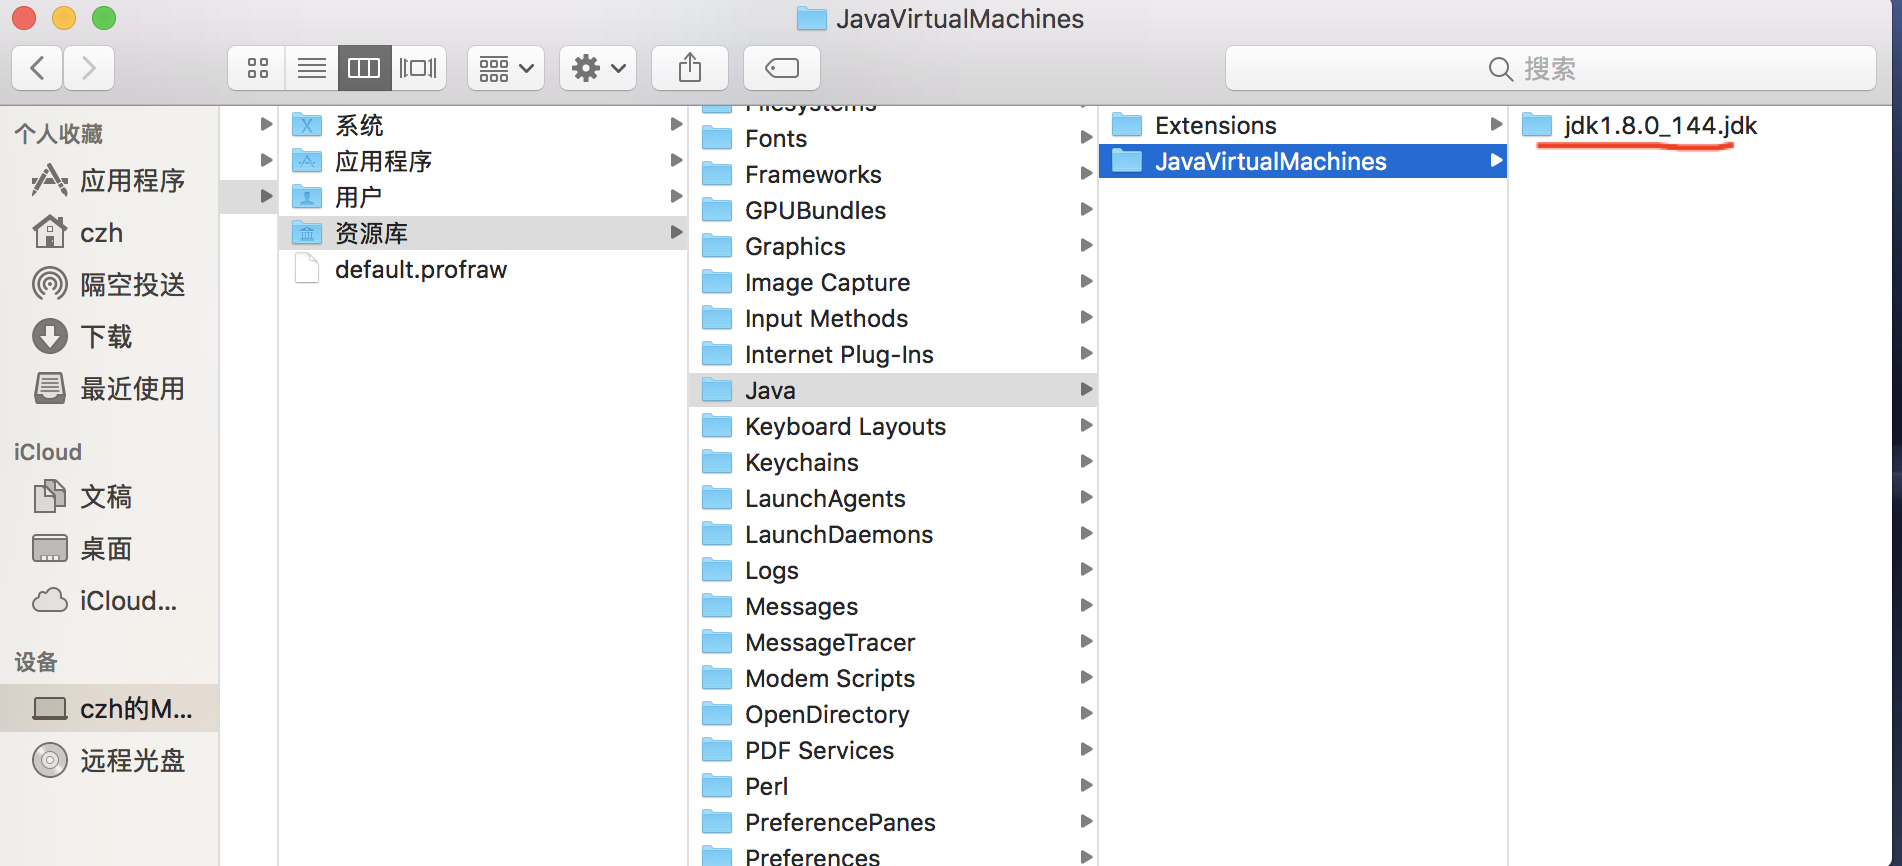 JavaVirtualMachines
搜索
个人收藏
应用程序
czh
隔空投送
下载
最近使用
iCloud
文稿
桌面
iCloud...
设备
czh的M...
远程光盘
系统
应用程序
用户
资源库
default.profraw
Filesystems
Fonts
Frameworks
GPUBundles
Graphics
Image Capture
Input Methods
Internet Plug-Ins
Java
Keyboard Layouts
Keychains
LaunchAgents
LaunchDaemons
Logs
Messages
MessageTracer
Modem Scripts
OpenDirectory
PDF Services
Perl
PreferencePanes
Preferences
Extensions
JavaVirtualMachines
jdk1.8.0_144.jdk